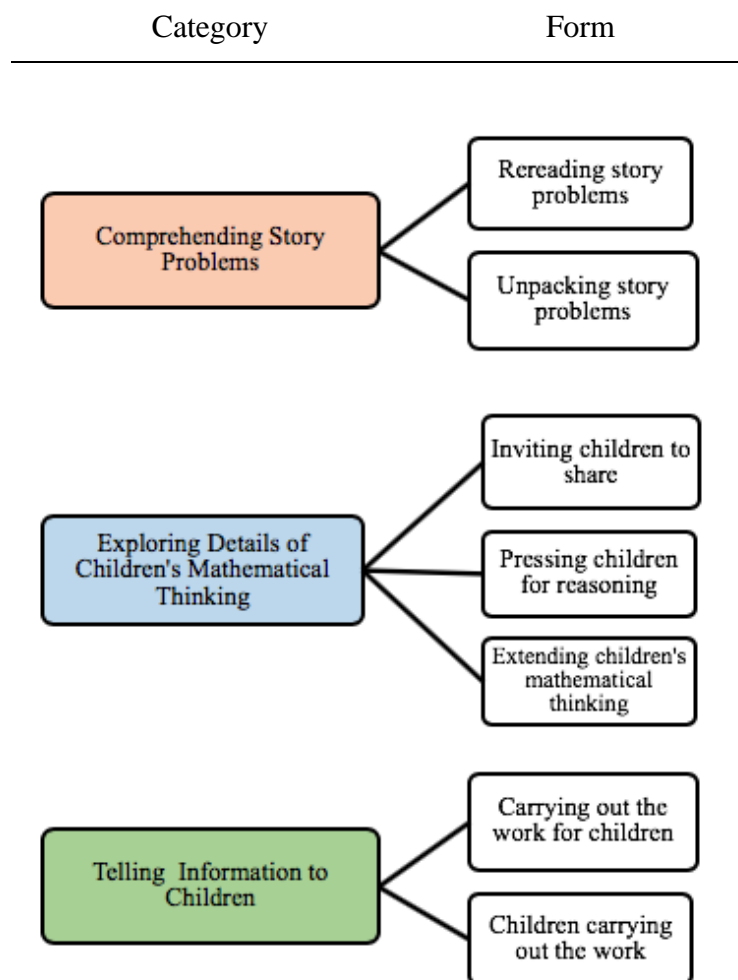 Category Form
Comprehending Story
Problems
Rereading story
problems
Unpacking story
problems
Exploring Details of
Children's Mathematical
Thinking
Inviting children to
share
Pressing children
for reasoning
Extending children's
mathematical
thinking
Telling Information to
Children
Carrying out the
work for children
Children carrying
out the work